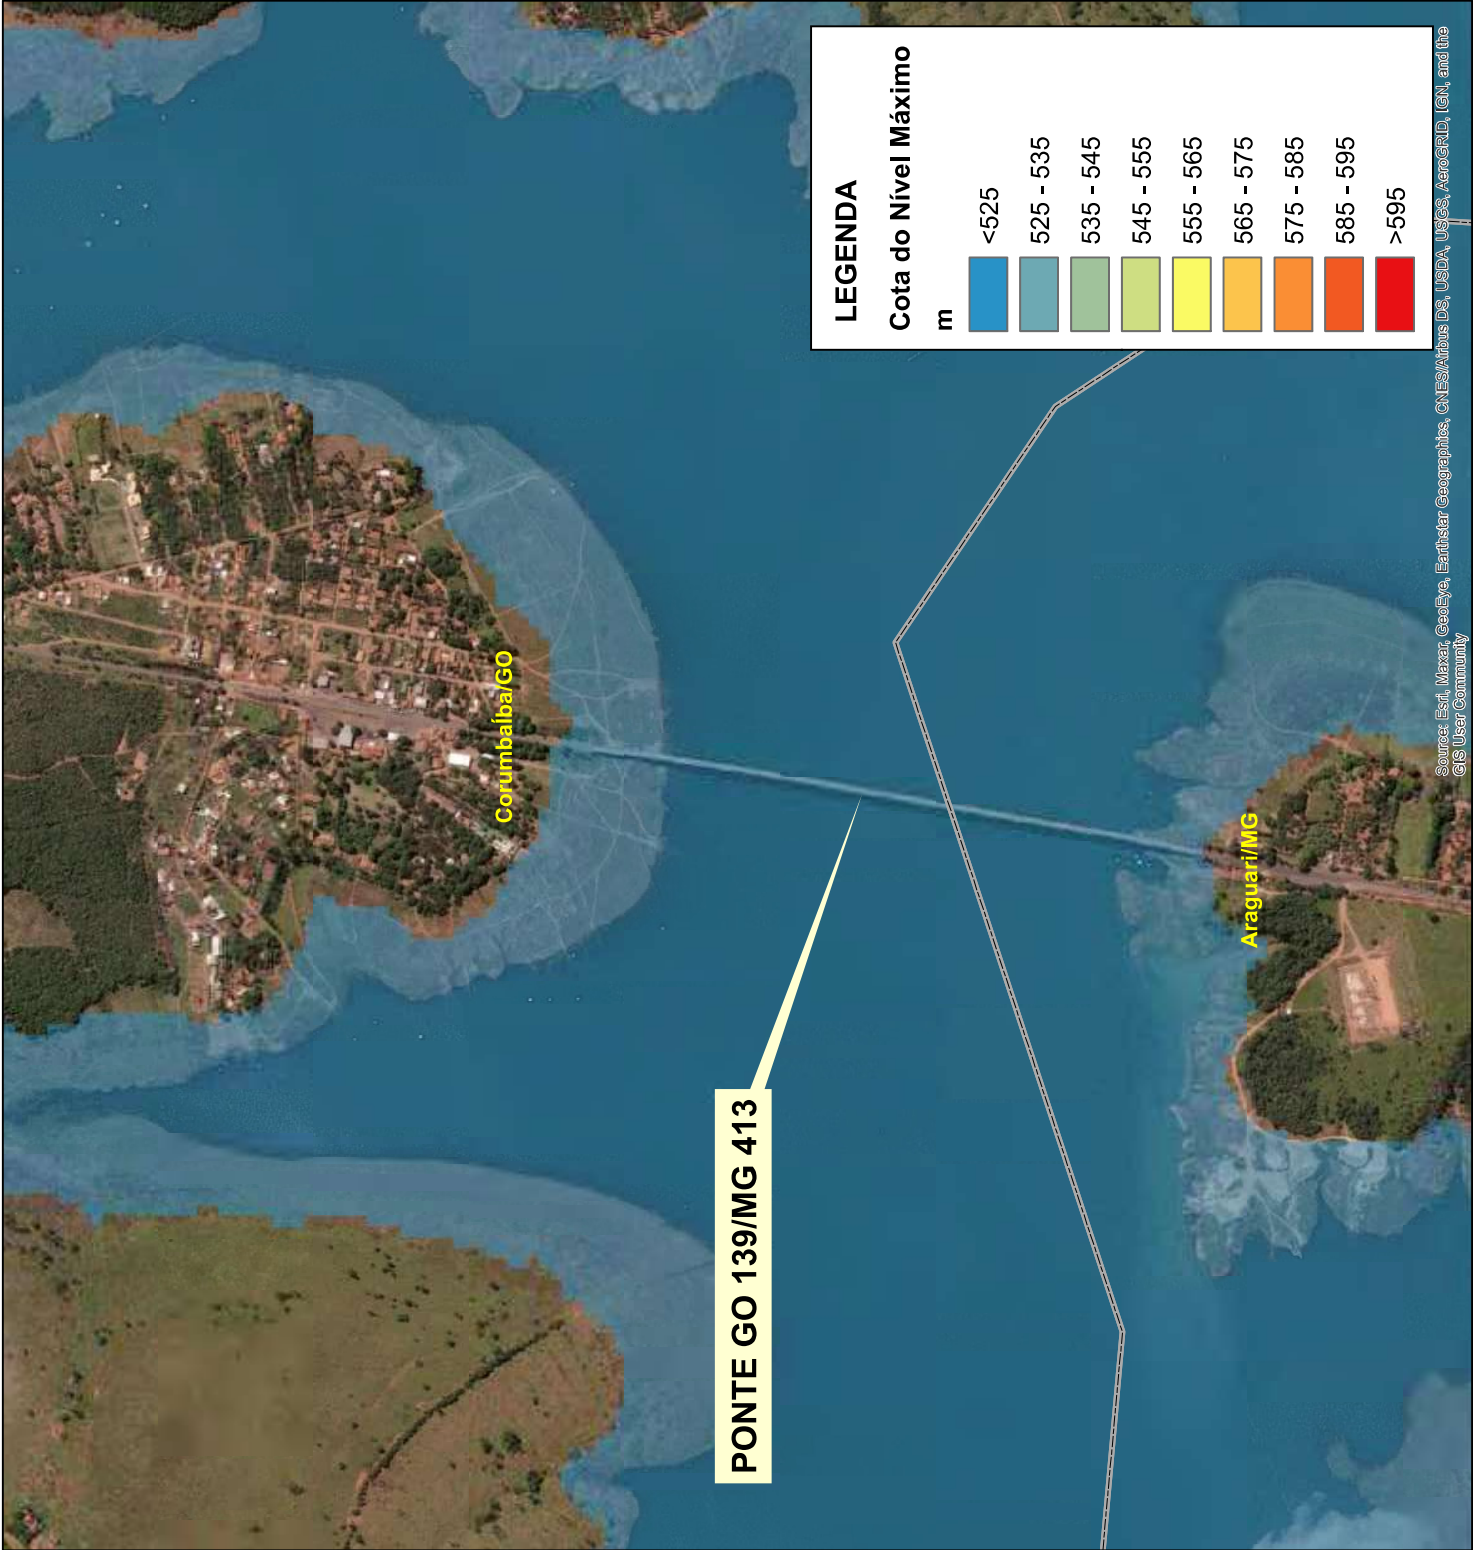 Corumbaíba/GO
PONTE GO 139/MG 413
Araguari/MG
LEGENDA
Cota do Nível Máximo
m
<525
525 - 535
535 - 545
545 - 555
555 - 565
565 - 575
575 - 585
585 - 595
>595
Source: Esri, Maxar, GeoEye, Earthstar Geographics, CNES/Airbus DS, USDA, USGS, AeroGRID, IGN, and the
GIS User Community